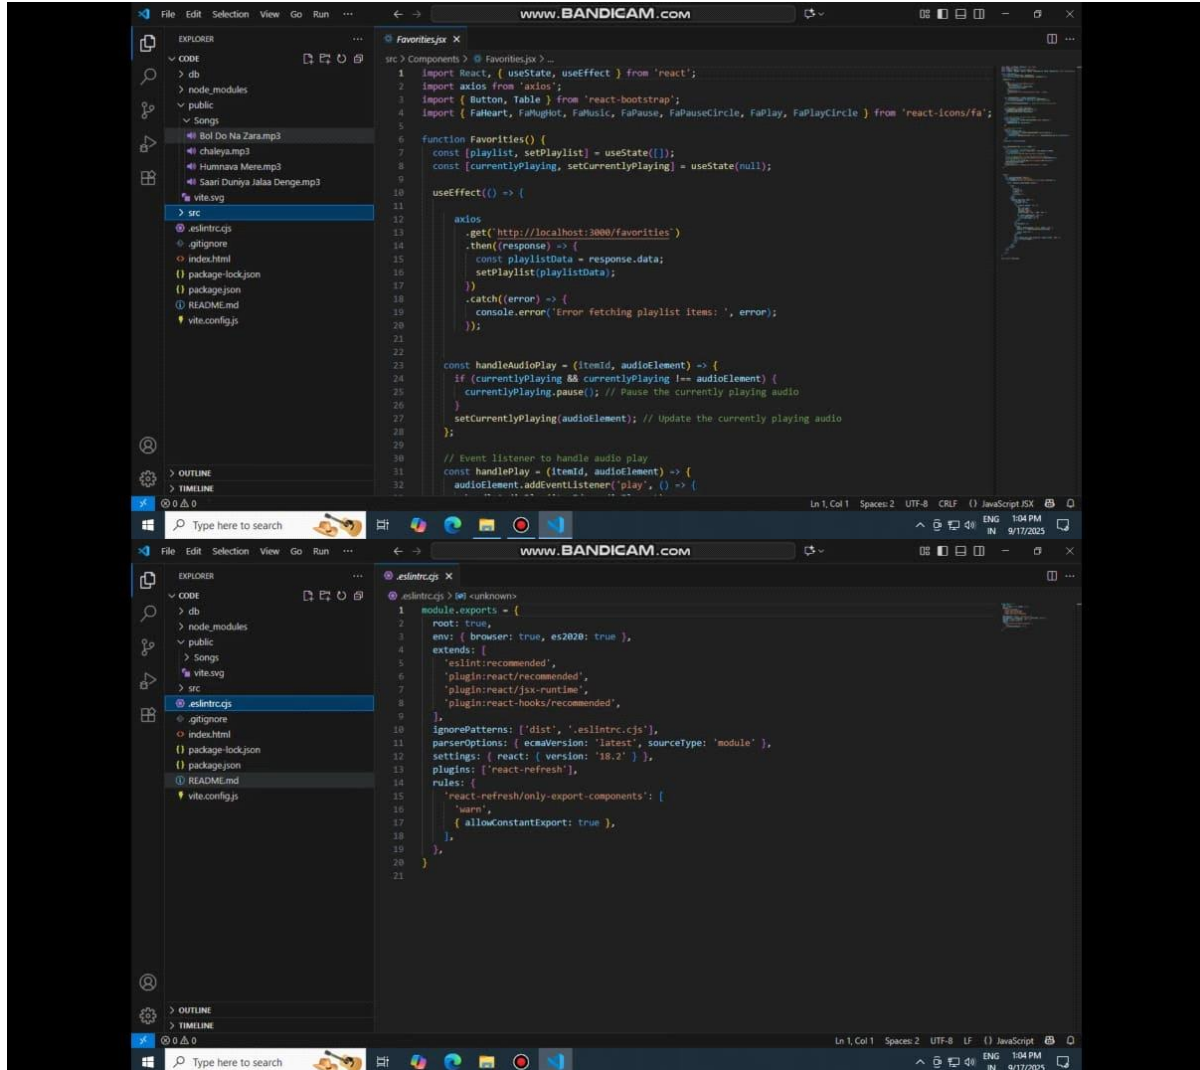 File Edit Selection View Go Run ··· ← → WWW.BANDICAM.COM
EXPLORER ···
CODE
> db
> node_modules
public
Songs
Bol Do Na Zara.mp3
chaleya.mp3
Humnava Mere.mp3
Saari Duniya Jalaa Denge.mp3
vite.svg
> src
.eslintrc.cjs
.gitignore
<> index.html
{} package-lock.json
{} package.json
README.md
vite.config.js
> OUTLINE
> TIMELINE
Favorities.jsx ×
src > Components > Favorities.jsx > ...
1 import React, { useState, useEffect } from 'react';
2 import axios from 'axios';
3 import { Button, Table } from 'react-bootstrap';
4 import { FaHeart, FaMugHot, FaMusic, FaPause, FaPauseCircle, FaPlay, FaPlayCircle } from 'react-icons/fa';
5
6 function Favorities() {
7 const [playlist, setPlaylist] = useState([]);
8 const [currentlyPlaying, setCurrentlyPlaying] = useState(null);
9
10 useEffect(() => {
11
12 axios
13 .get(`http://localhost:3000/favorities`)
14 .then((response) => {
15 const playlistData = response.data;
16 setPlaylist(playlistData);
17 })
18 .catch((error) => {
19 console.error('Error fetching playlist items: ', error);
20 });
21
22
23 const handleAudioPlay = (itemId, audioElement) => {
24 if (currentlyPlaying && currentlyPlaying !== audioElement) {
25 currentlyPlaying.pause(); // Pause the currently playing audio
26 }
27 setCurrentlyPlaying(audioElement); // Update the currently playing audio
28 };
29
30 // Event listener to handle audio play
31 const handlePlay = (itemId, audioElement) => {
32 audioElement.addEventListener('play', () => {
0 0 Ln 1, Col 1 Spaces: 2 UTF-8 CRLF {} JavaScript JSX
Type here to search ENG 1:04 PM
IN 9/17/2025
File Edit Selection View Go Run ··· ← → WWW.BANDICAM.COM
EXPLORER ···
CODE
> db
> node_modules
public
> Songs
vite.svg
> src
.eslintrc.cjs
.gitignore
<> index.html
{} package-lock.json
{} package.json
README.md
vite.config.js
> OUTLINE
> TIMELINE
.eslintrc.cjs ×
.eslintrc.cjs > <unknown>
1 module.exports = {
2 root: true,
3 env: { browser: true, es2020: true },
4 extends: [
5 'eslint:recommended',
6 'plugin:react/recommended',
7 'plugin:react/jsx-runtime',
8 'plugin:react-hooks/recommended',
9 ],
10 ignorePatterns: ['dist', '.eslintrc.cjs'],
11 parserOptions: { ecmaVersion: 'latest', sourceType: 'module' },
12 settings: { react: { version: '18.2' } },
13 plugins: ['react-refresh'],
14 rules: {
15 'react-refresh/only-export-components': [
16 'warn',
17 { allowConstantExport: true },
18 ],
19 },
20 }
21
0 0 Ln 1, Col 1 Spaces: 2 UTF-8 LF {} JavaScript
Type here to search ENG 1:04 PM
IN 9/17/2025